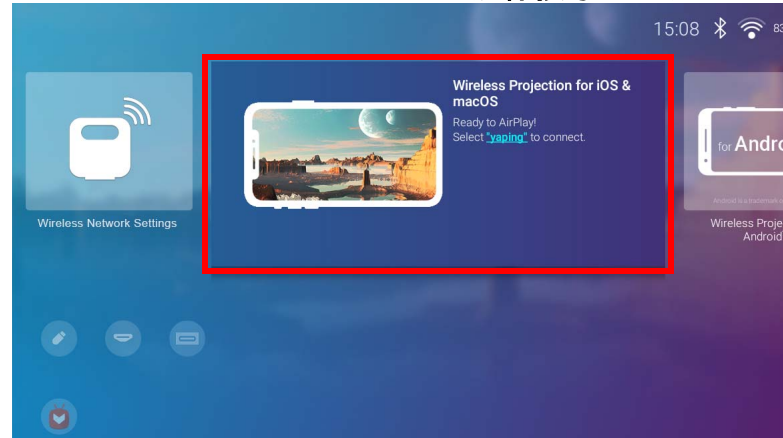 15:08
83
Wireless Projection for iOS &
macOS
Ready to AirPlay!
Select "yaping" to connect.
for Andro
Wireless Network Settings
Wireless Proje
Android